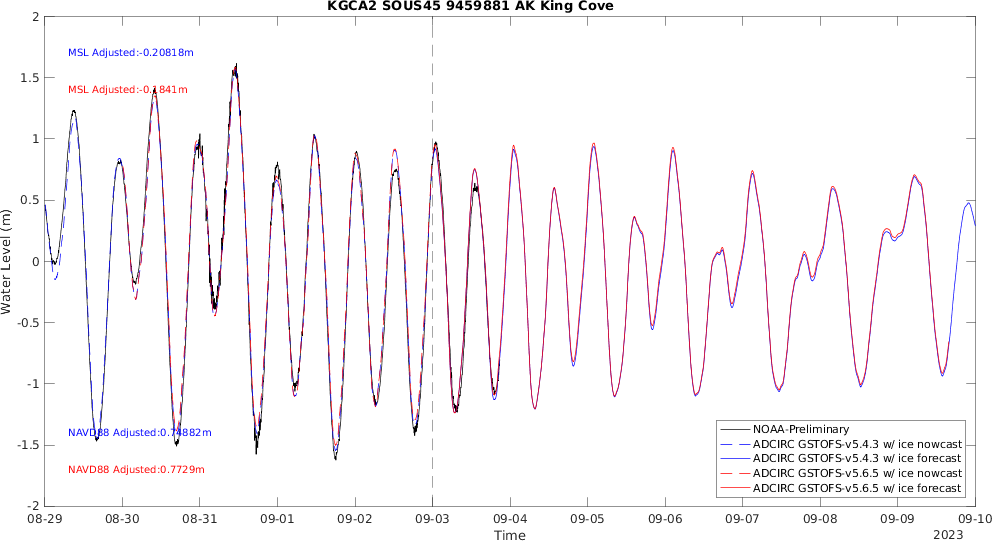 KGCA2 SOUS45 9459881 AK King Cove
2
1.5
1
0.5
0
-0.5
-1
-1.5
-2
Water Level (m)
MSL Adjusted:-0.20818m
MSL Adjusted:-0.1841m
NAVD88 Adjusted:0.74882m
NAVD88 Adjusted:0.7729m
NOAA-Preliminary
ADCIRC GSTOFS-v5.4.3 w/ ice nowcast
ADCIRC GSTOFS-v5.4.3 w/ ice forecast
ADCIRC GSTOFS-v5.6.5 w/ ice nowcast
ADCIRC GSTOFS-v5.6.5 w/ ice forecast
08-29 08-30 08-31 09-01 09-02 09-03 09-04 09-05 09-06 09-07 09-08 09-09 09-10
Time
2023